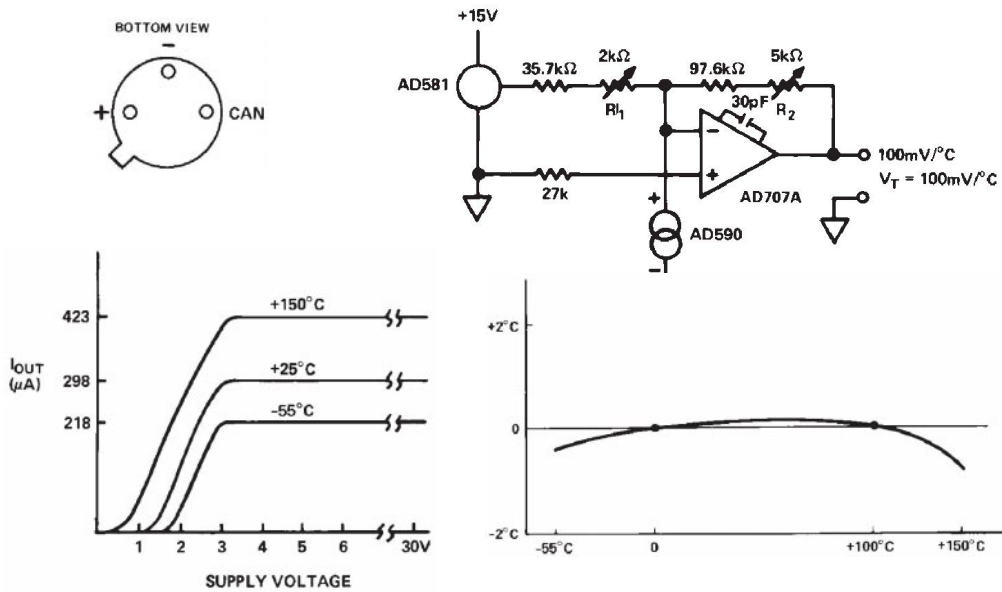 BOTTOM VIEW
−
+
CAN
+15V
AD581
35.7kΩ
2kΩ
RI₁
97.6kΩ
5kΩ
30pF
R₂
−
+
27k
AD707A
100mV/°C
V_T = 100mV/°C
+
AD590
−
423
298
218
I_OUT
(μA)
+150°C
+25°C
−55°C
1 2 3 4 5 6 30V
SUPPLY VOLTAGE
+2°C
0
−2°C
−55°C 0 +100°C +150°C